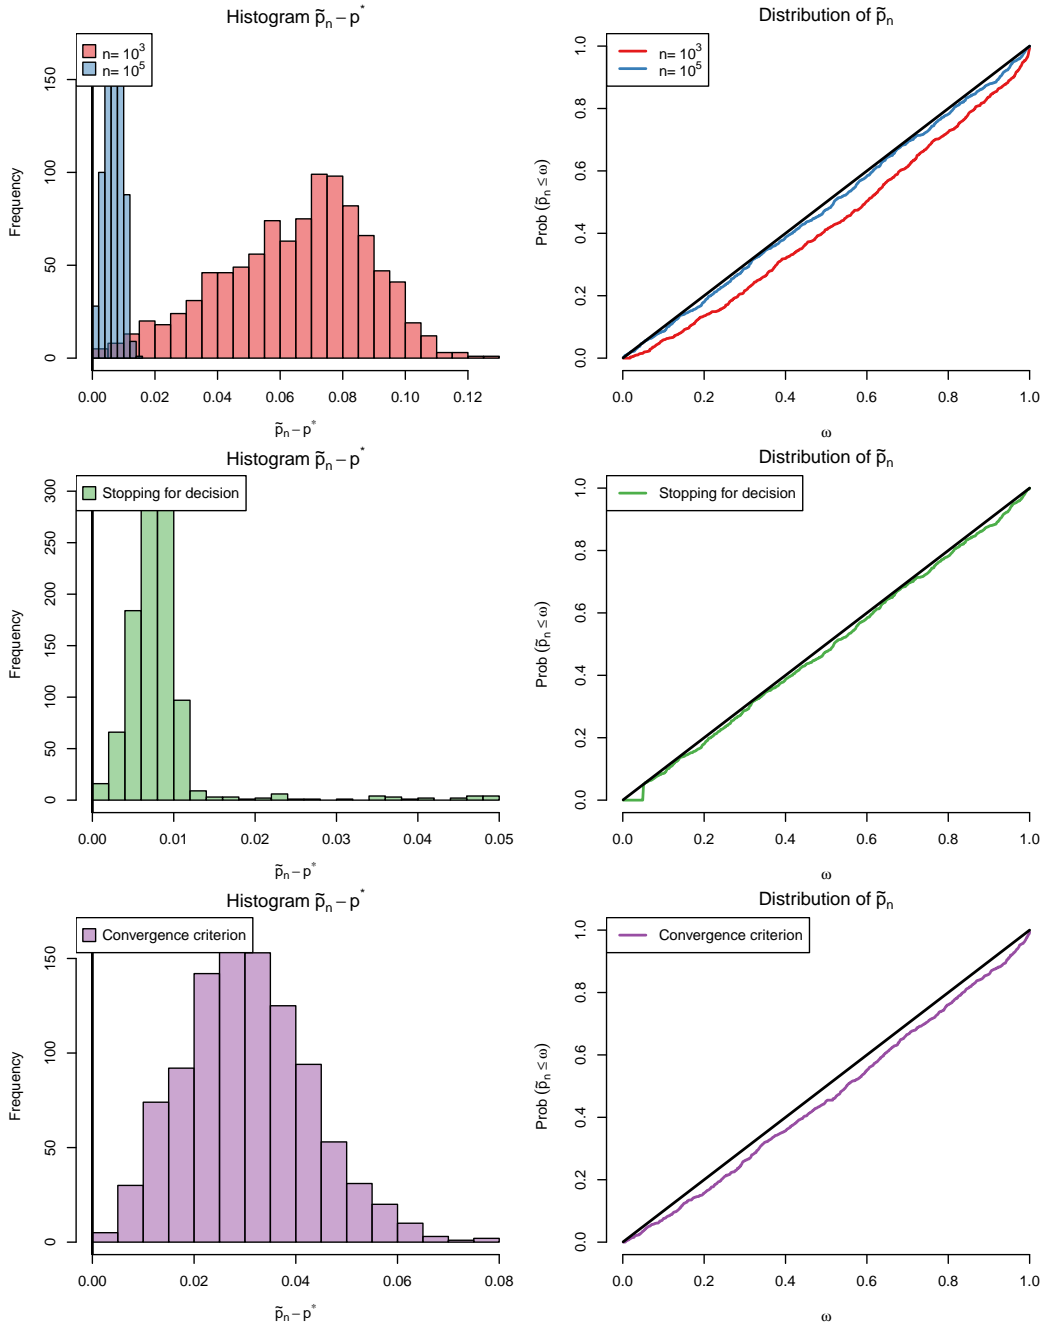 Histogram p̃n − p*
n= 10³
n= 10⁵
Frequency
0 50 100 150
0.00 0.02 0.04 0.06 0.08 0.10 0.12
p̃n − p*
Distribution of p̃n
n= 10³
n= 10⁵
Prob (p̃n ≤ ω)
0.0 0.2 0.4 0.6 0.8 1.0
0.0 0.2 0.4 0.6 0.8 1.0
ω
Histogram p̃n − p*
Stopping for decision
Frequency
0 50 100 150 200 250 300
0.00 0.01 0.02 0.03 0.04 0.05
p̃n − p*
Distribution of p̃n
Stopping for decision
Prob (p̃n ≤ ω)
0.0 0.2 0.4 0.6 0.8 1.0
0.0 0.2 0.4 0.6 0.8 1.0
ω
Histogram p̃n − p*
Convergence criterion
Frequency
0 50 100 150
0.00 0.02 0.04 0.06 0.08
p̃n − p*
Distribution of p̃n
Convergence criterion
Prob (p̃n ≤ ω)
0.0 0.2 0.4 0.6 0.8 1.0
0.0 0.2 0.4 0.6 0.8 1.0
ω